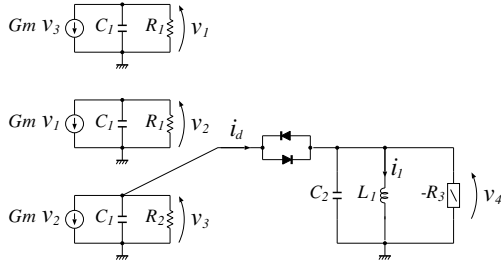 Gm v3 C1 R1 v1
Gm v1 C1 R1 v2
id
Gm v2 C1 R2 v3
C2 i1 L1 -R3 v4